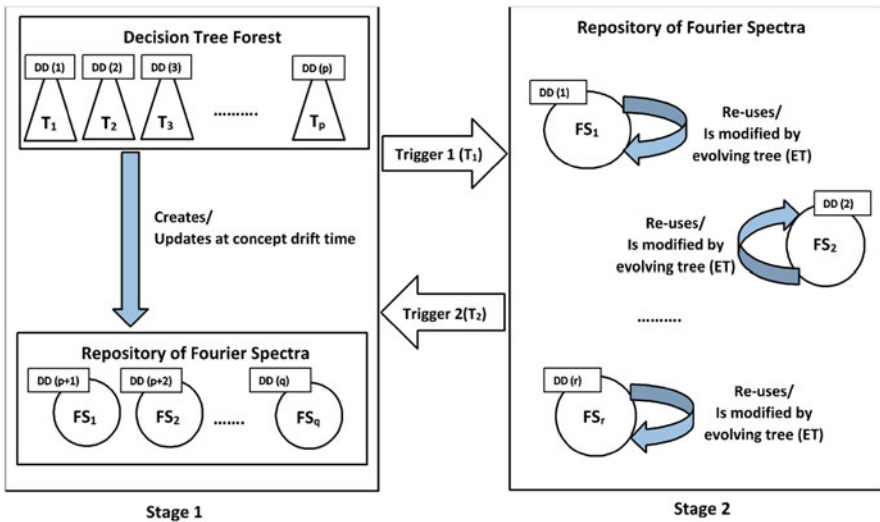 Decision Tree Forest
DD (1) DD (2) DD (3) DD (p)
T1 T2 T3 .......... Tp
Creates/
Updates at concept drift time
Repository of Fourier Spectra
DD (p+1) DD (p+2) DD (q)
FS1 FS2 ....... FSq
Stage 1
Trigger 1 (T1)
Trigger 2(T2)
Repository of Fourier Spectra
DD (1)
FS1
Re-uses/
Is modified by
evolving tree (ET)
DD (2)
FS2
Re-uses/
Is modified by
evolving tree (ET)
..........
DD (r)
FSr
Re-uses/
Is modified by
evolving tree (ET)
Stage 2